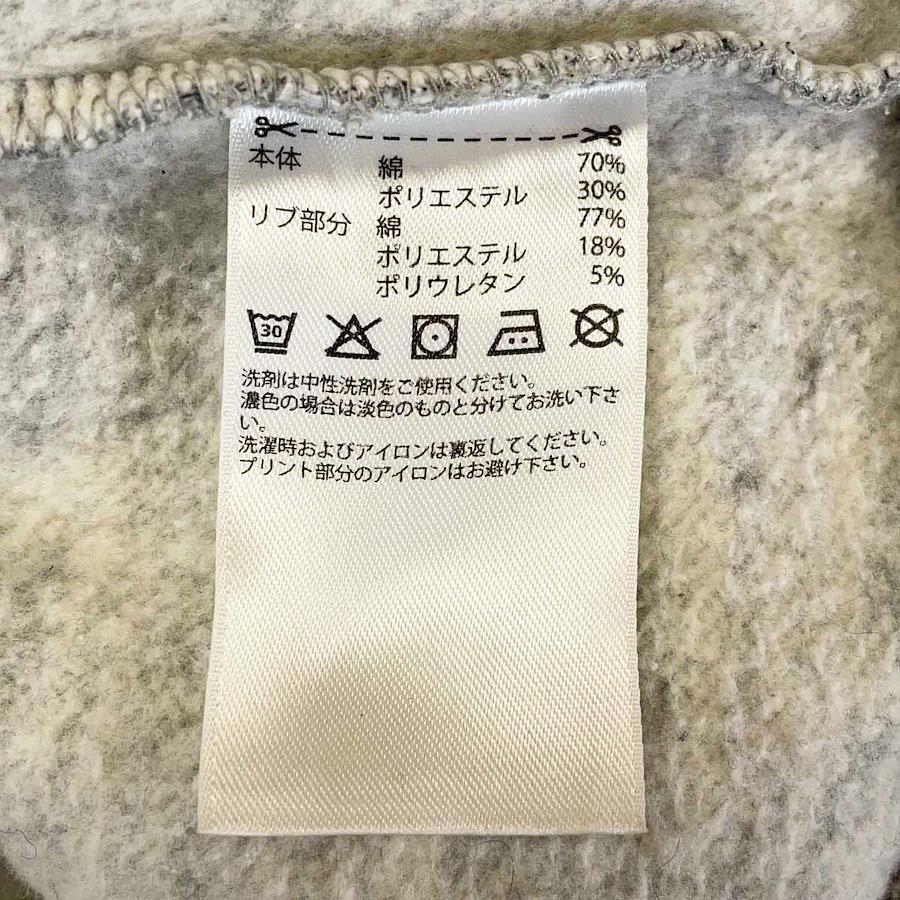 本体 綿 70%
ポリエステル 30%
リブ部分 綿 77%
ポリエステル 18%
ポリウレタン 5%
30
洗剤は中性洗剤をご使用ください。
濃色の場合は淡色のものと分けてお洗い下さ
い。
洗濯時およびアイロンは裏返してください。
プリント部分のアイロンはお避け下さい。